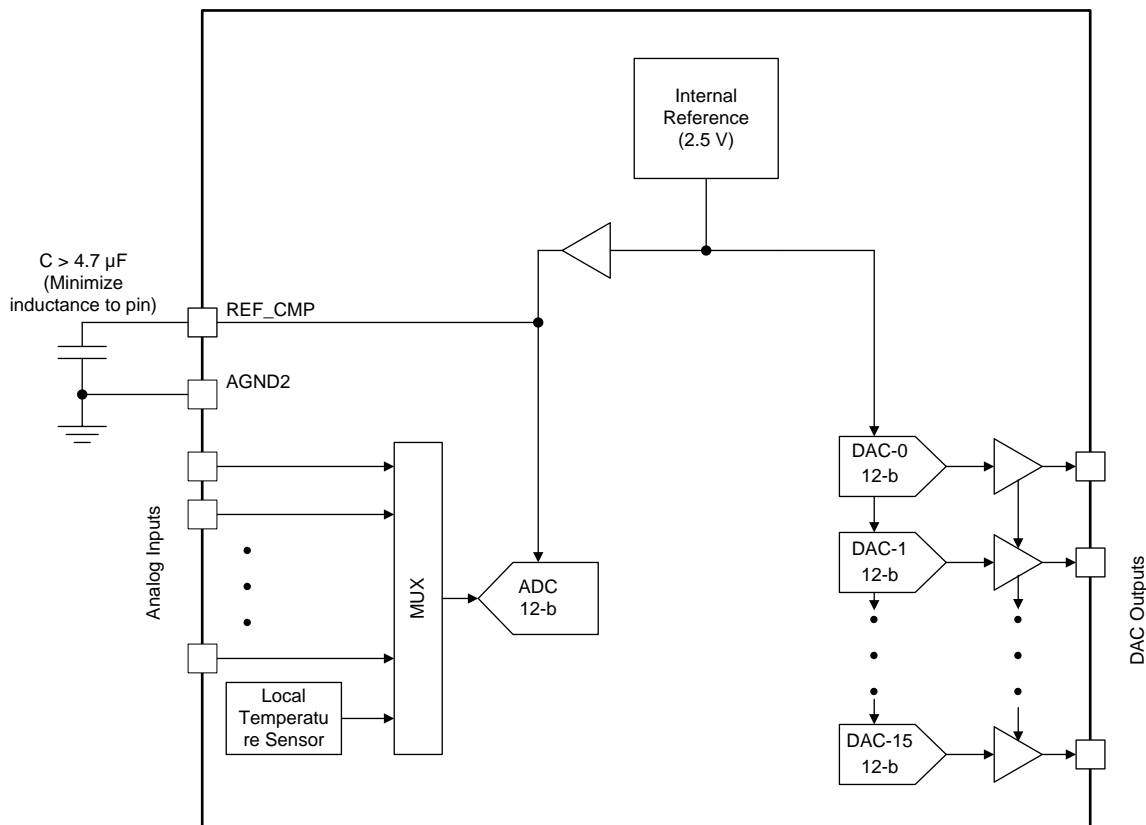 Internal
Reference
(2.5 V)
C > 4.7 µF
(Minimize
inductance to pin)
REF_CMP
AGND2
Analog Inputs
MUX
ADC
12-b
Local
Temperatu
re Sensor
DAC-0
12-b
DAC-1
12-b
DAC-15
12-b
DAC Outputs